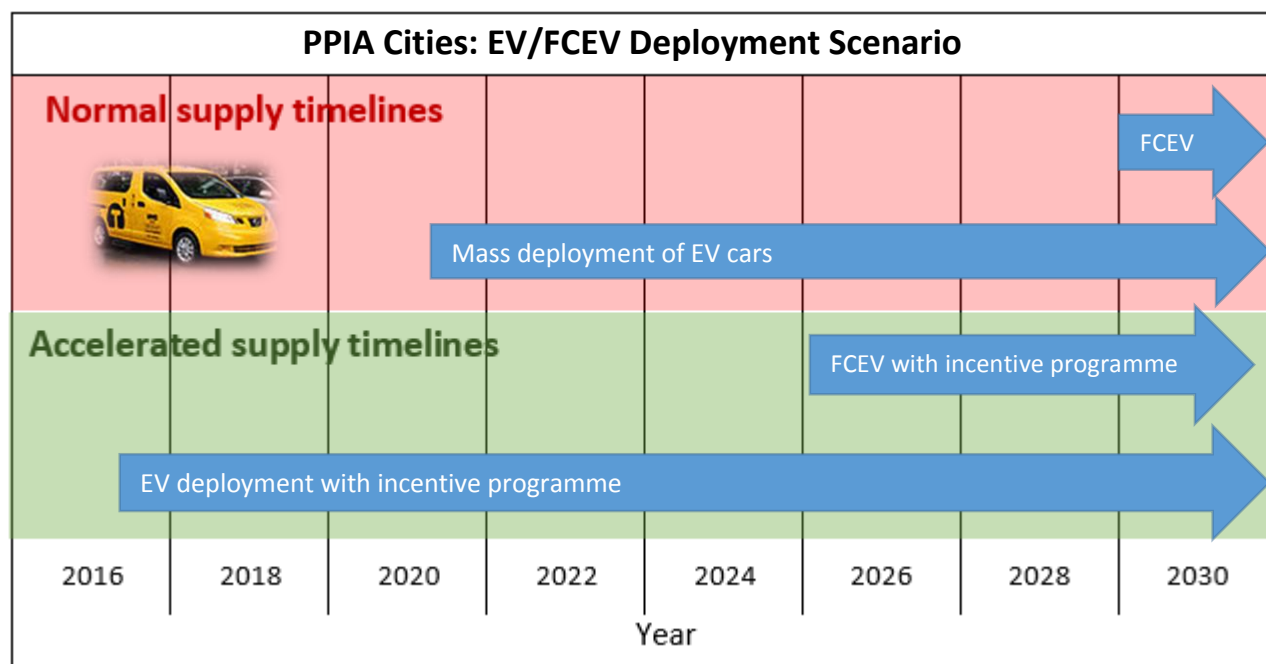 PPIA Cities: EV/FCEV Deployment Scenario
Normal supply timelines
FCEV
Mass deployment of EV cars
Accelerated supply timelines
FCEV with incentive programme
EV deployment with incentive programme
2016 2018 2020 2022 2024 2026 2028 2030
Year